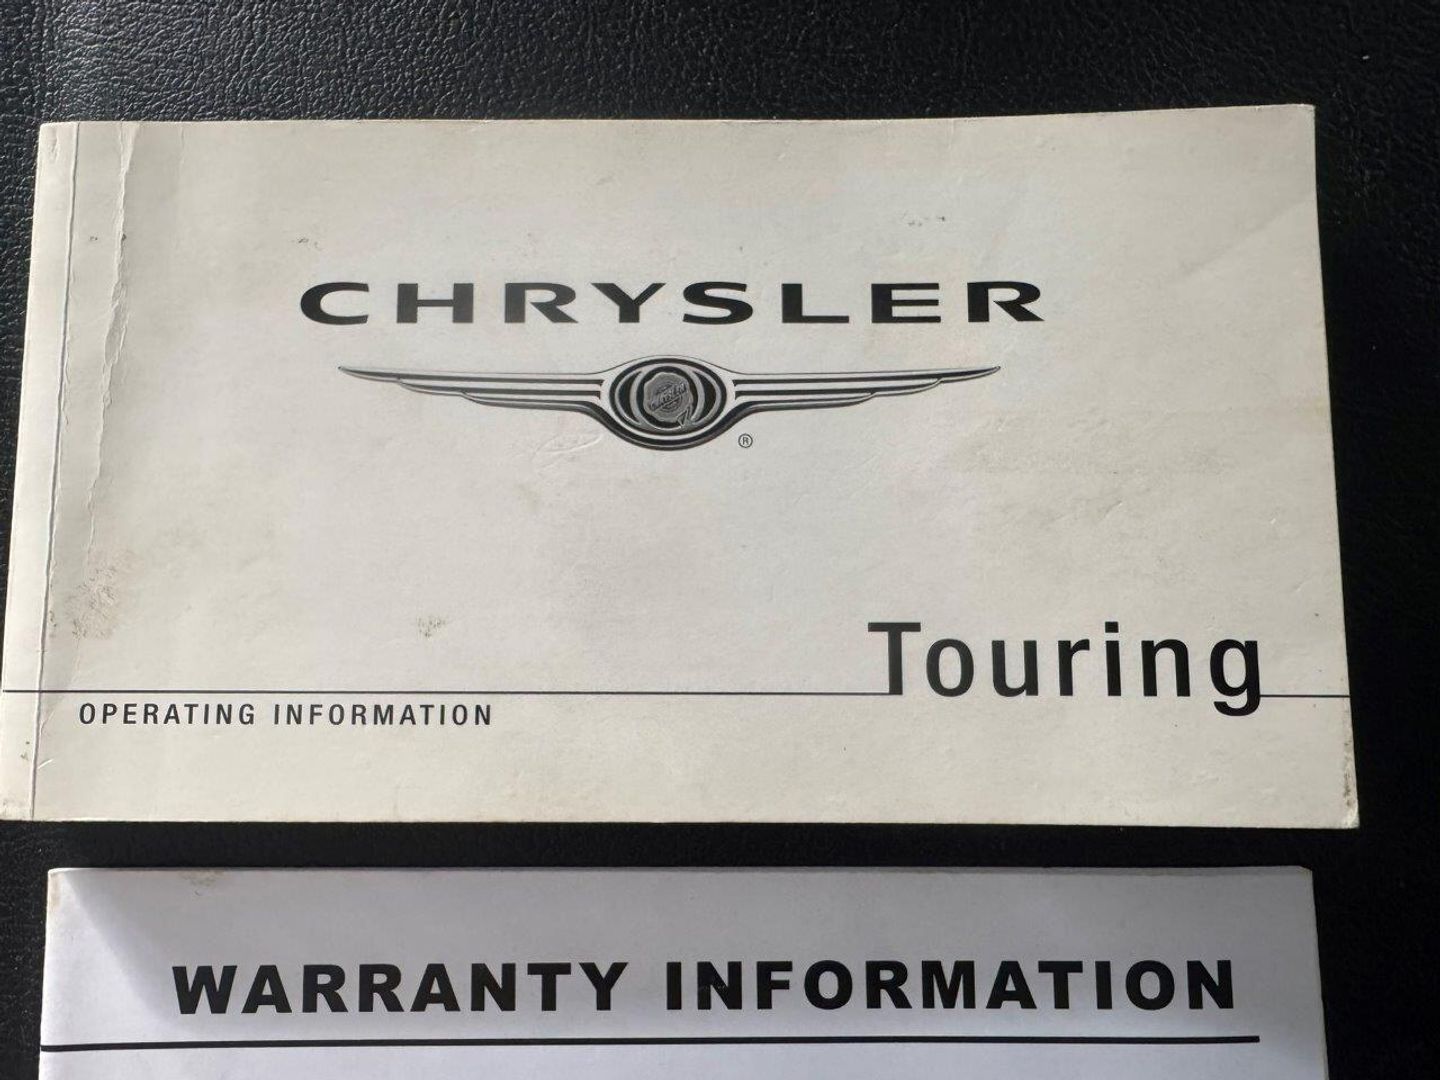 CHRYSLER
®
Touring
OPERATING INFORMATION
WARRANTY INFORMATION